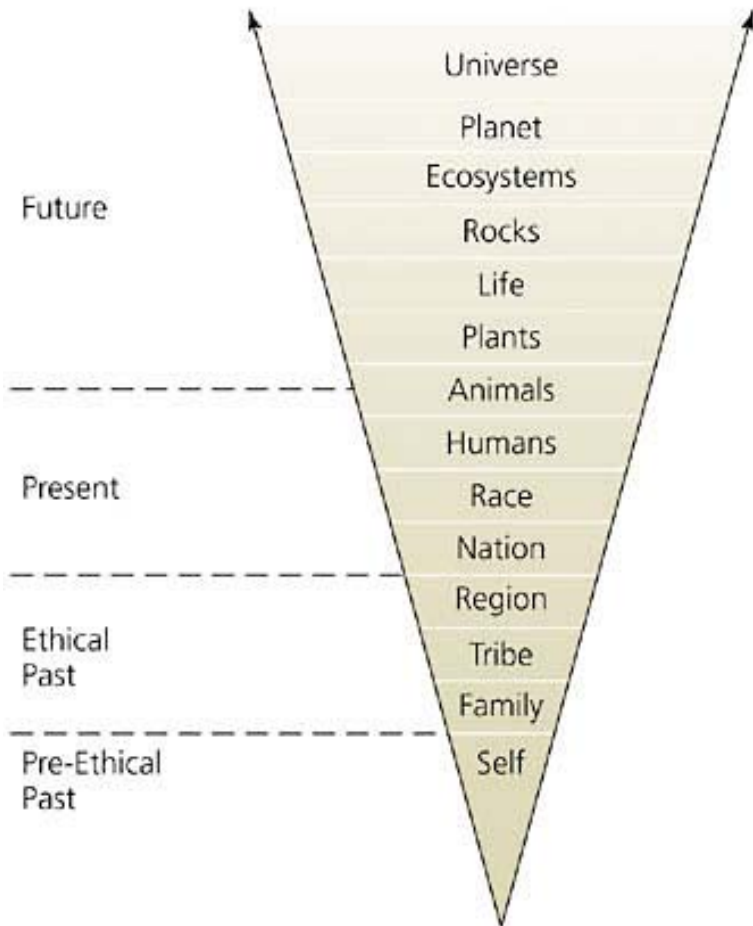 Universe
Planet
Ecosystems
Future
Rocks
Life
Plants
Animals
Humans
Present
Race
Nation
Region
Ethical
Past
Tribe
Family
Pre-Ethical
Past
Self